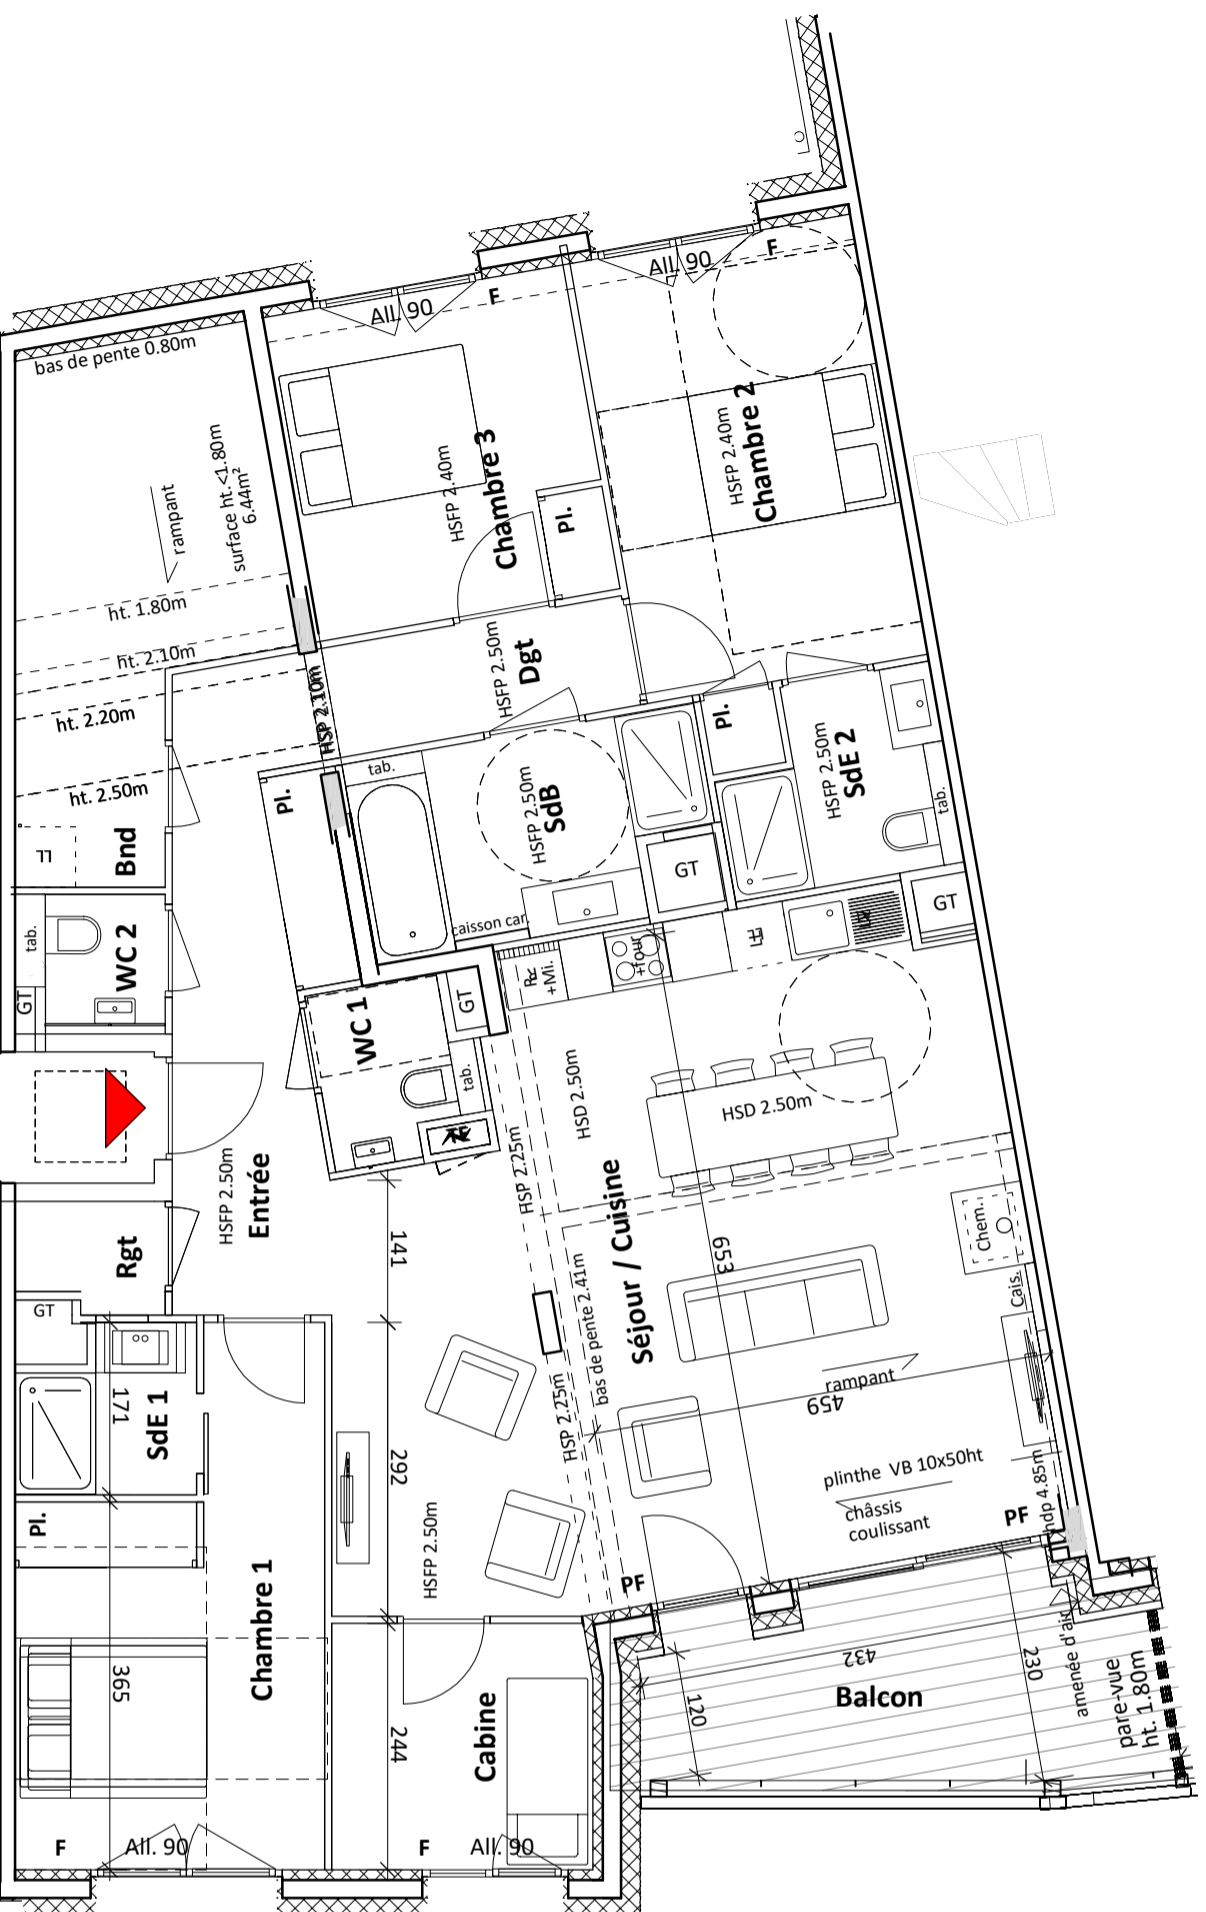 All. 90
F
All. 90
F
bas de pente 0.80m
surface ht.<1.80m
6.44m²
rampant
HSFP 2.40m
Chambre 3
Pl.
HSFP 2.40m
Chambre 2
ht. 1.80m
ht. 2.10m
ht. 2.20m
ht. 2.50m
HSP 2.10m
HSFP 2.50m
Dgt
Pl.
Pl.
tab.
HSFP 2.50m
SdB
HSFP 2.50m
SdE 2
tab.
LL
Bnd
GT
GT
caisson car.
tab.
WC 2
GT
WC 1
GT
tab.
+Mi.
+four
HSD 2.50m
HSD 2.50m
HSP 2.25m
HSFP 2.50m
Entrée
Rgt
GT
141
Séjour / Cuisine
653
Chem.
Cais.
bas de pente 2.41m
HSP 2.25m
rampant
459
171
SdE 1
292
plinthe VB 10x50ht
châssis
coulissant
PF
hdp 4.85m
Pl.
HSFP 2.50m
PF
Chambre 1
365
Cabine
244
432
120
230
Balcon
amenée d'air
pare-vue
ht. 1.80m
F
All. 90
F
All. 90